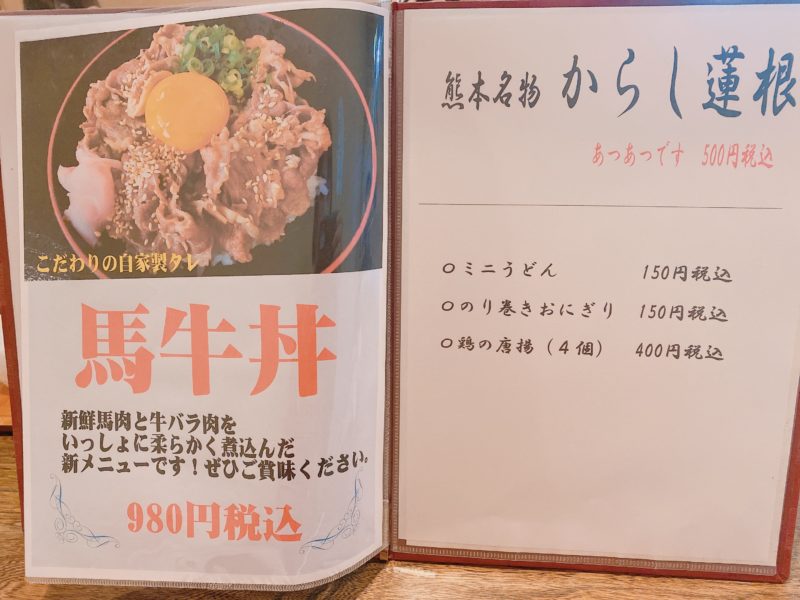 こだわりの自家製タレ
馬牛丼
新鮮馬肉と牛バラ肉を
いっしょに柔らかく煮込んだ
新メニューです！ぜひご賞味ください。
980円税込
熊本名物 からし蓮根
あつあつです 500円税込
○ミニうどん 150円税込
○のり巻きおにぎり 150円税込
○鶏の唐揚（4個） 400円税込